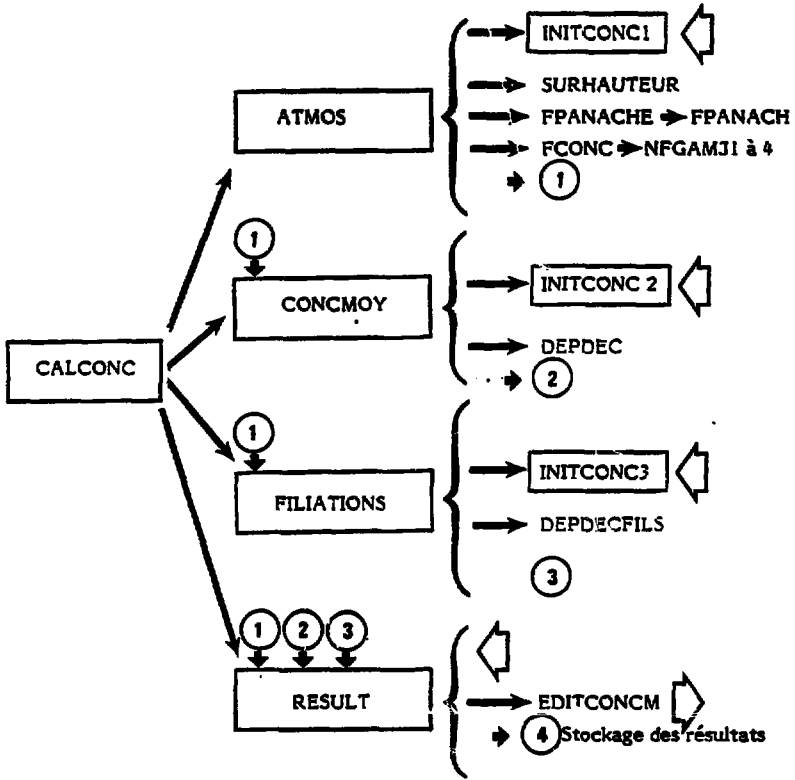 INITCONC1
SURHAUTEUR
ATMOS
FPANACHE FPANACH
FCONC NFGAMJ1 à 4
1
1
INITCONC 2
CONCMOY
DEPDEC
CALCONC
2
1
INITCONC3
FILIATIONS
DEPDECFILS
3
1 2 3
RESULT
EDITCONCM
4 Stockage des résultats